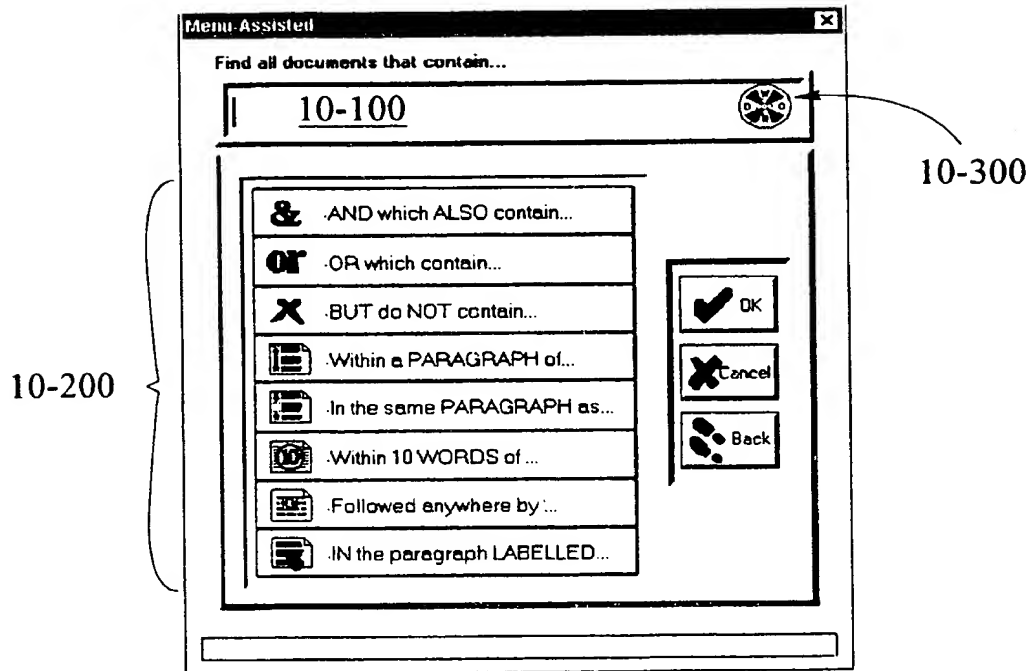 Menu-Assisted
Find all documents that contain...
10-100
10-300
& .AND which ALSO contain...
or .OR which contain...
.BUT do NOT contain...
.Within a PARAGRAPH of...
.In the same PARAGRAPH as...
.Within 10 WORDS of ...
.Followed anywhere by ...
.IN the paragraph LABELLED...
OK
Cancel
Back
10-200